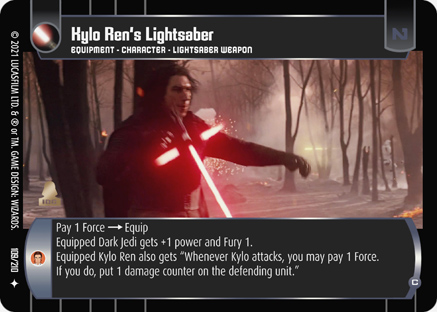 Kylo Ren's Lightsaber
EQUIPMENT - CHARACTER - LIGHTSABER WEAPON
N
Pay 1 Force → Equip
Equipped Dark Jedi gets +1 power and Fury 1.
Equipped Kylo Ren also gets "Whenever Kylo attacks, you may pay 1 Force.
If you do, put 1 damage counter on the defending unit."
C
© 2021 LUCASFILM LTD. & ® or TM. GAME DESIGN: WIZARDS.
109/210